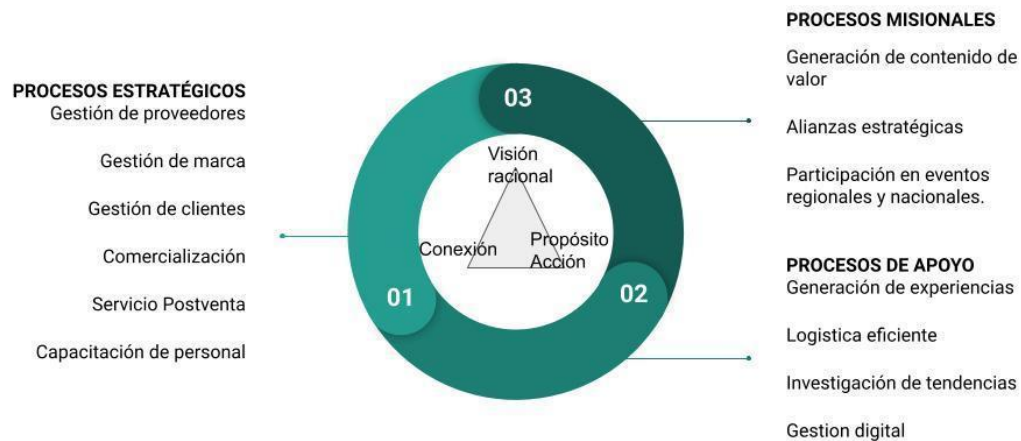 PROCESOS ESTRATÉGICOS
Gestión de proveedores
Gestión de marca
Gestión de clientes
Comercialización
Servicio Postventa
Capacitación de personal
03
Visión
racional
Conexión
Propósito
Acción
01
02
PROCESOS MISIONALES
Generación de contenido de
valor
Alianzas estratégicas
Participación en eventos
regionales y nacionales.
PROCESOS DE APOYO
Generación de experiencias
Logistica eficiente
Investigación de tendencias
Gestion digital